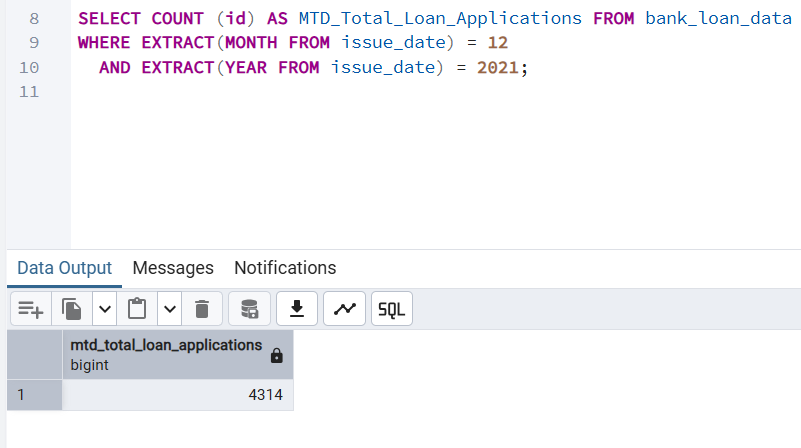 8 SELECT COUNT (id) AS MTD_Total_Loan_Applications FROM bank_loan_data
9 WHERE EXTRACT(MONTH FROM issue_date) = 12
10 AND EXTRACT(YEAR FROM issue_date) = 2021;
11
Data Output Messages Notifications
SQL
mtd_total_loan_applications
bigint
1 4314